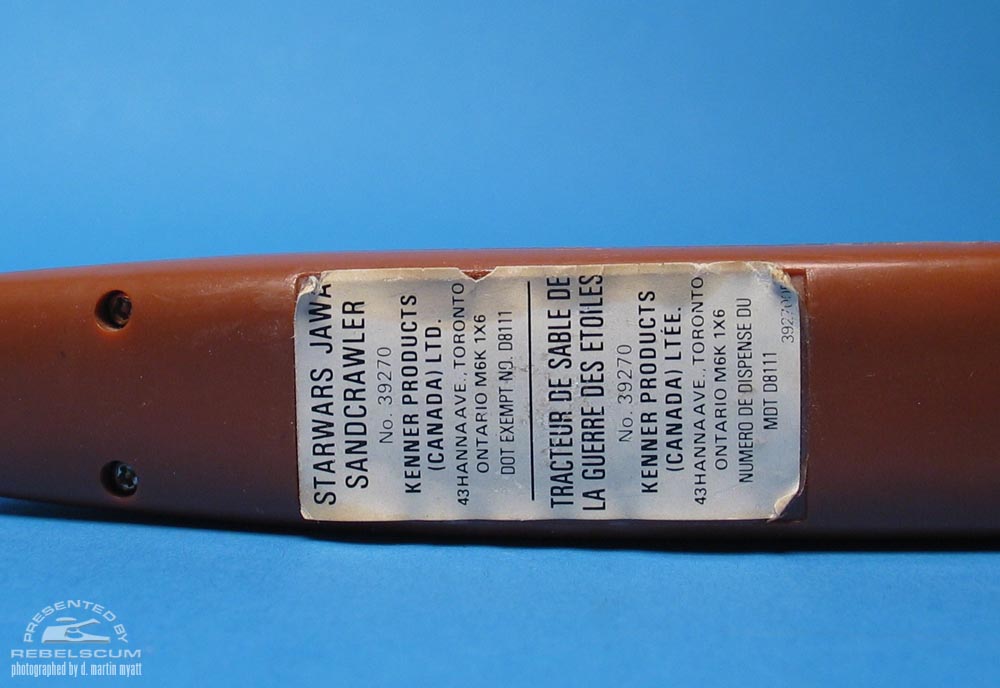 STARWARS JAWA
SANDCRAWLER
No. 39270
KENNER PRODUCTS
(CANADA) LTD.
43 HANNA AVE., TORONTO
ONTARIO M6K 1X6
DOT EXEMPT NO. D8111
TRACTEUR DE SABLE DE
LA GUERRE DES ETOILES
No. 39270
KENNER PRODUCTS
(CANADA) LTÉE.
43 HANNA AVE., TORONTO
ONTARIO M6K 1X6
NUMERO DE DISPENSE DU
MDT D8111
PRESENTED BY
REBELSCUM
photographed by d. martin myatt